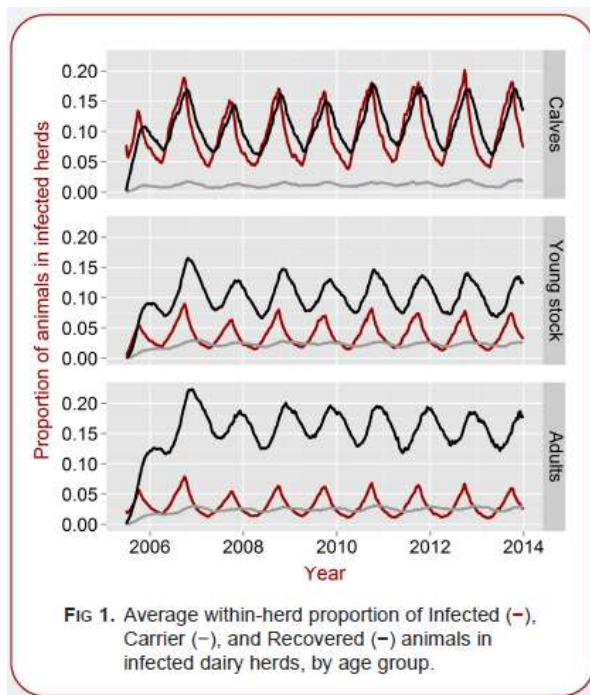 0.20
0.15
0.10
0.05
0.00
Calves
0.20
0.15
0.10
0.05
0.00
Young stock
0.20
0.15
0.10
0.05
0.00
Adults
Proportion of animals in infected herds
2006 2008 2010 2012 2014
Year
FIG 1. Average within-herd proportion of Infected (–),
Carrier (–), and Recovered (–) animals in
infected dairy herds, by age group.